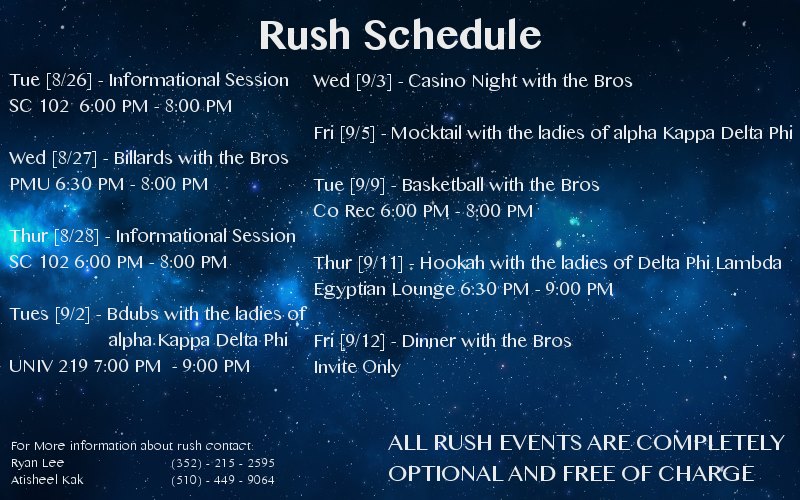 Rush Schedule
Tue [8/26] - Informational Session
SC 102 6:00 PM - 8:00 PM
Wed [8/27] - Billards with the Bros
PMU 6:30 PM - 8:00 PM
Thur [8/28] - Informational Session
SC 102 6:00 PM - 8:00 PM
Tues [9/2] - Bdubs with the ladies of
alpha Kappa Delta Phi
UNIV 219 7:00 PM - 9:00 PM
Wed [9/3] - Casino Night with the Bros
Fri [9/5] - Mocktail with the ladies of alpha Kappa Delta Phi
Tue [9/9] - Basketball with the Bros
Co Rec 6:00 PM - 8:00 PM
Thur [9/11] - Hookah with the ladies of Delta Phi Lambda
Egyptian Lounge 6:30 PM - 9:00 PM
Fri [9/12] - Dinner with the Bros
Invite Only
For More information about rush contact:
Ryan Lee (352) - 215 - 2595
Atisheel Kak (510) - 449 - 9064
ALL RUSH EVENTS ARE COMPLETELY
OPTIONAL AND FREE OF CHARGE